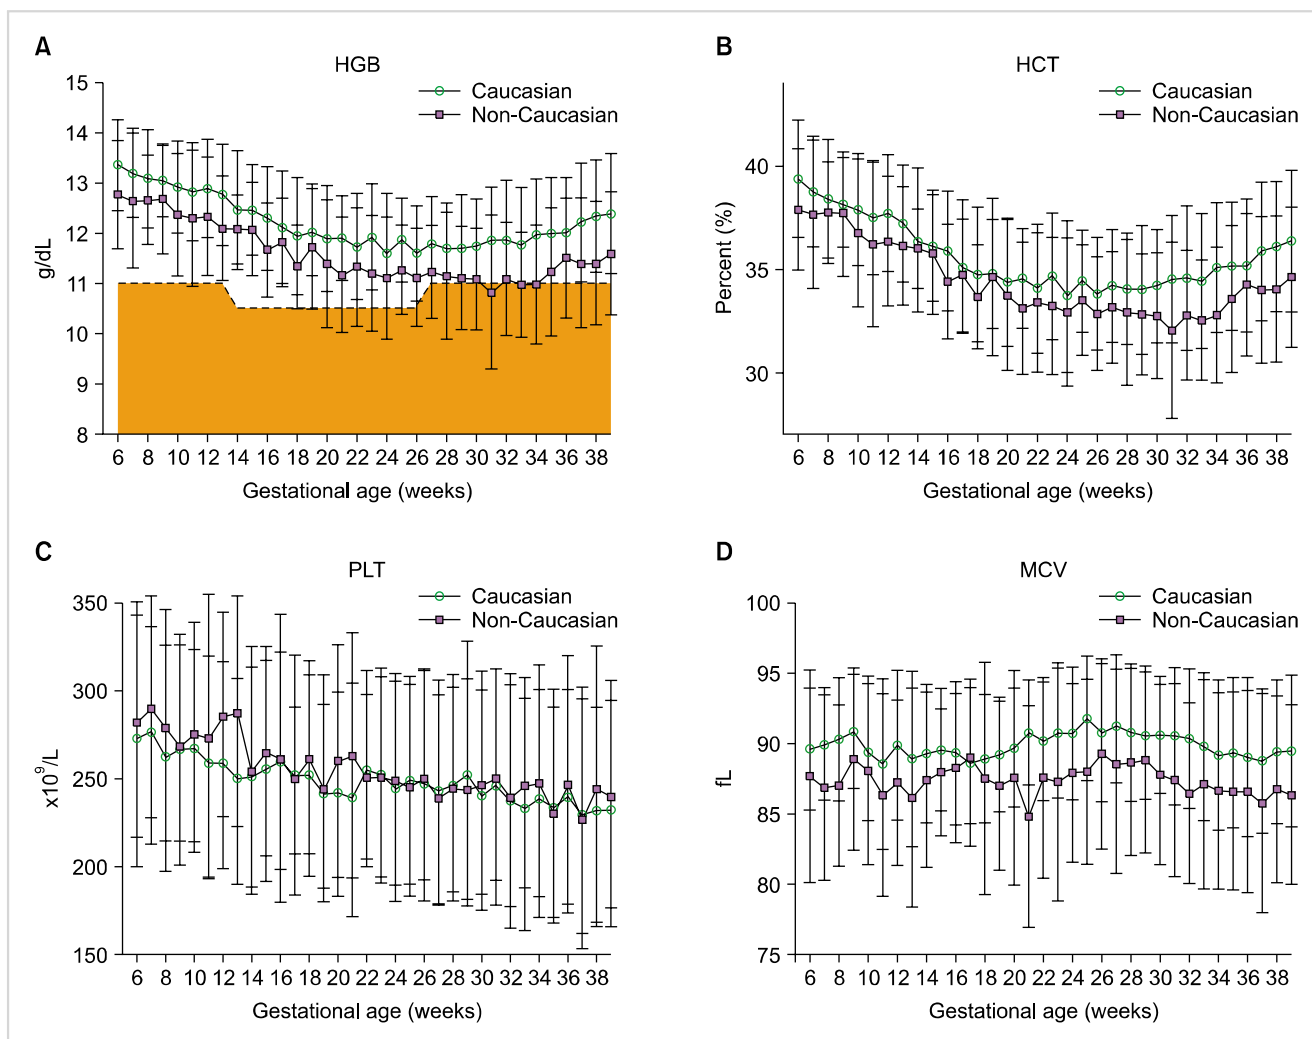 A
HGB
Caucasian
Non-Caucasian
15
14
13
12
11
10
9
8
g/dL
6 8 10 12 14 16 18 20 22 24 26 28 30 32 34 36 38
Gestational age (weeks)
B
HCT
Caucasian
Non-Caucasian
40
35
30
Percent (%)
6 8 10 12 14 16 18 20 22 24 26 28 30 32 34 36 38
Gestational age (weeks)
C
PLT
Caucasian
Non-Caucasian
350
300
250
200
150
x10⁹/L
6 8 10 12 14 16 18 20 22 24 26 28 30 32 34 36 38
Gestational age (weeks)
D
MCV
Caucasian
Non-Caucasian
100
95
90
85
80
75
fL
6 8 10 12 14 16 18 20 22 24 26 28 30 32 34 36 38
Gestational age (weeks)